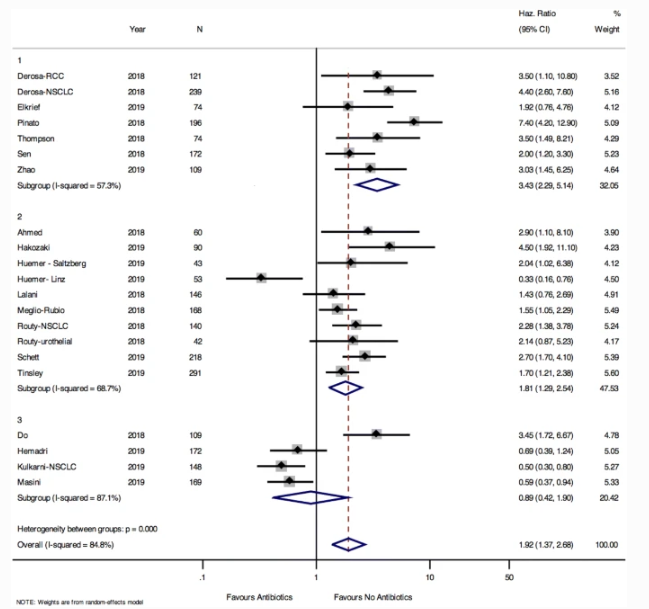 Haz. Ratio %
Year N (95% CI) Weight
1
Derosa-RCC 2018 121 3.50 (1.10, 10.80) 3.52
Derosa-NSCLC 2018 239 4.40 (2.60, 7.60) 5.16
Elkrief 2019 74 1.92 (0.76, 4.76) 4.12
Pinato 2018 196 7.40 (4.20, 12.90) 5.09
Thompson 2018 74 3.50 (1.49, 8.21) 4.29
Sen 2018 172 2.00 (1.20, 3.30) 5.23
Zhao 2019 109 3.03 (1.45, 6.25) 4.64
Subgroup (I-squared = 57.3%) 3.43 (2.29, 5.14) 32.05
2
Ahmed 2018 60 2.90 (1.10, 8.10) 3.90
Hakozaki 2019 90 4.50 (1.92, 11.10) 4.23
Huemer - Saltzberg 2019 43 2.04 (1.02, 6.38) 4.12
Huemer- Linz 2019 53 0.33 (0.16, 0.76) 4.50
Lalani 2018 146 1.43 (0.76, 2.69) 4.91
Meglio-Rubio 2018 168 1.55 (1.05, 2.29) 5.49
Routy-NSCLC 2018 140 2.28 (1.38, 3.78) 5.24
Routy-urothelial 2018 42 2.14 (0.87, 5.23) 4.17
Schett 2019 218 2.70 (1.70, 4.10) 5.39
Tinsley 2019 291 1.70 (1.21, 2.38) 5.60
Subgroup (I-squared = 68.7%) 1.81 (1.29, 2.54) 47.53
3
Do 2018 109 3.45 (1.72, 6.67) 4.78
Hemadri 2019 172 0.69 (0.39, 1.24) 5.05
Kulkarni-NSCLC 2019 148 0.50 (0.30, 0.80) 5.27
Masini 2019 169 0.59 (0.37, 0.94) 5.33
Subgroup (I-squared = 87.1%) 0.89 (0.42, 1.90) 20.42
Heterogeneity between groups: p = 0.000
Overall (I-squared = 84.8%) 1.92 (1.37, 2.68) 100.00
.1 1 10 50
Favours Antibiotics Favours No Antibiotics
NOTE: Weights are from random-effects model